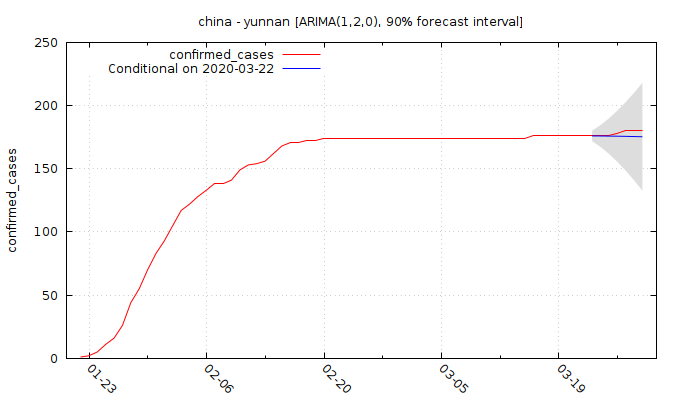 china - yunnan [ARIMA(1,2,0), 90% forecast interval]
confirmed_cases
Conditional on 2020-03-22
250
200
150
100
50
0
confirmed_cases
01-23
02-06
02-20
03-05
03-19